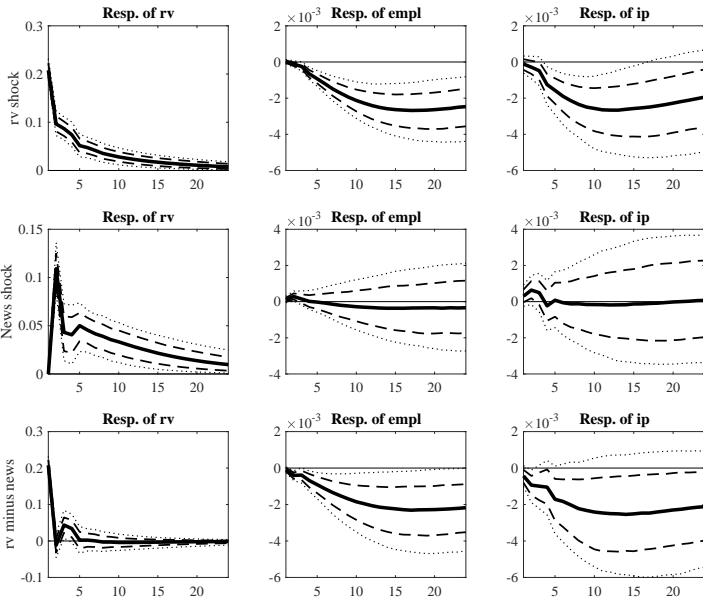 Resp. of rv
Resp. of empl
Resp. of ip
×10⁻³
×10⁻³
rv shock
0.3
0.2
0.1
0
2
0
-2
-4
-6
2
0
-2
-4
-6
5 10 15 20
5 10 15 20
5 10 15 20
Resp. of rv
Resp. of empl
Resp. of ip
×10⁻³
×10⁻³
News shock
0.15
0.1
0.05
0
4
2
0
-2
-4
4
2
0
-2
-4
5 10 15 20
5 10 15 20
5 10 15 20
Resp. of rv
Resp. of empl
Resp. of ip
×10⁻³
×10⁻³
rv minus news
0.3
0.2
0.1
0
-0.1
2
0
-2
-4
-6
2
0
-2
-4
-6
5 10 15 20
5 10 15 20
5 10 15 20